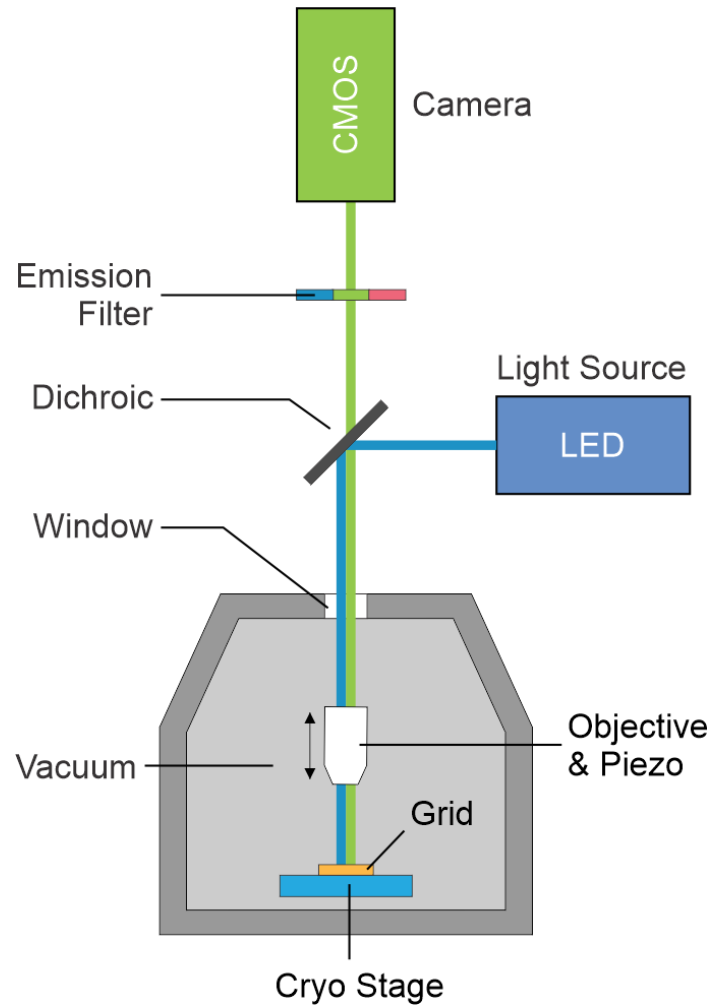 CMOS
Camera
Emission
Filter
Light Source
Dichroic
LED
Window
Objective
& Piezo
Vacuum
Grid
Cryo Stage